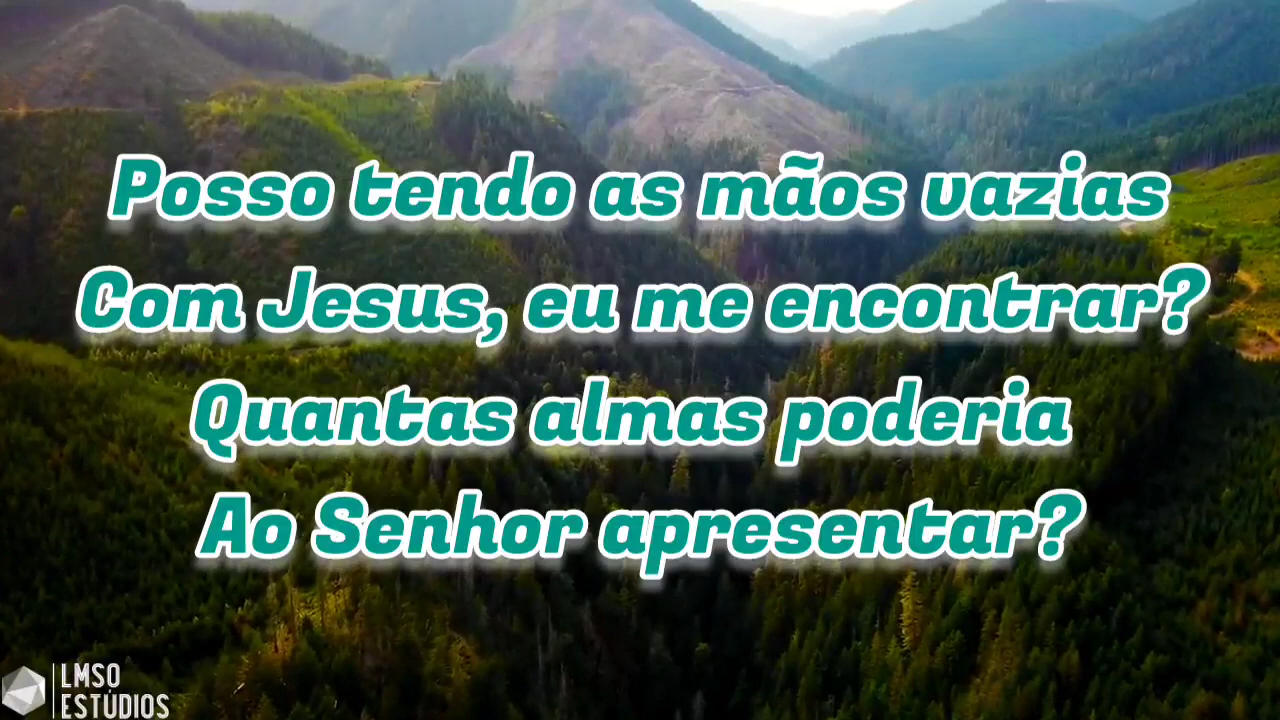 Posso tendo as mãos vazias
Com Jesus, eu me encontrar?
Quantas almas poderia
Ao Senhor apresentar?
LMSO
ESTÚDIOS